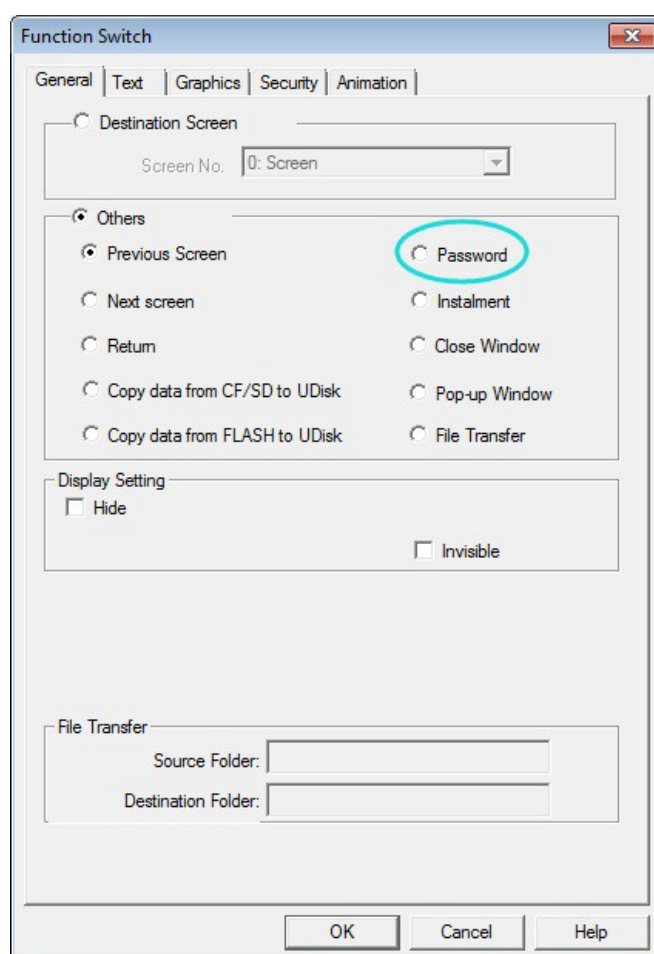 Function Switch
General Text Graphics Security Animation
Destination Screen
Screen No. 0: Screen
Others
Previous Screen Password
Next screen Instalment
Return Close Window
Copy data from CF/SD to UDisk Pop-up Window
Copy data from FLASH to UDisk File Transfer
Display Setting
Hide
Invisible
File Transfer
Source Folder:
Destination Folder:
OK Cancel Help